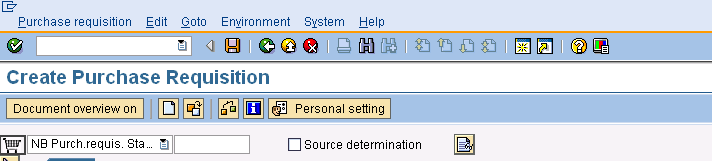 Purchase requisition Edit Goto Environment System Help
Create Purchase Requisition
Document overview on Personal setting
NB Purch.requis. Sta... Source determination